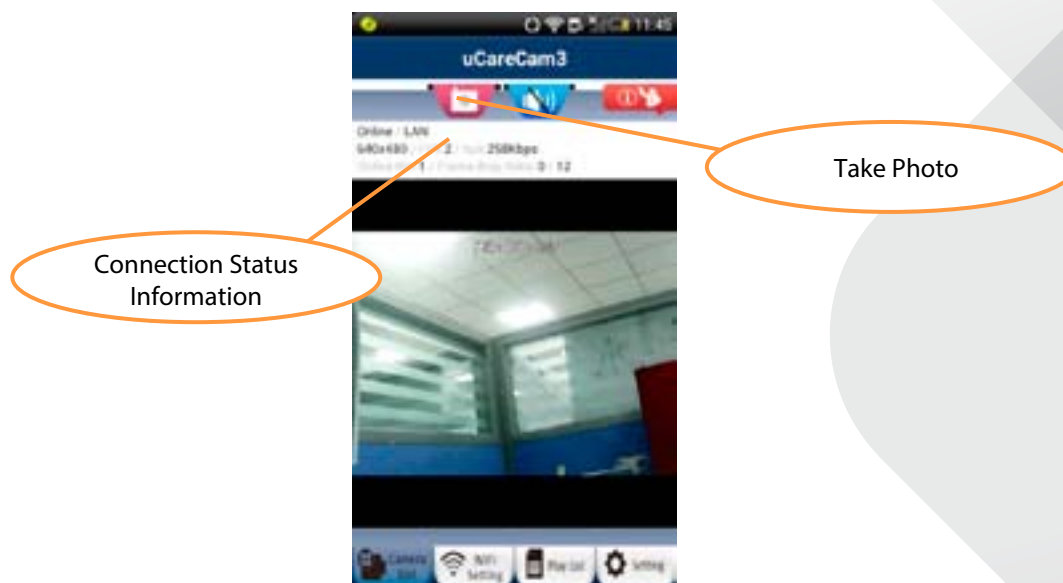 11:45
uCareCam3
Online / LAN
640x480 / 2 / 258Kbps
1 / 0 / 12
Take Photo
Connection Status
Information
Camera
WiFi
Setting
Play List
Setting